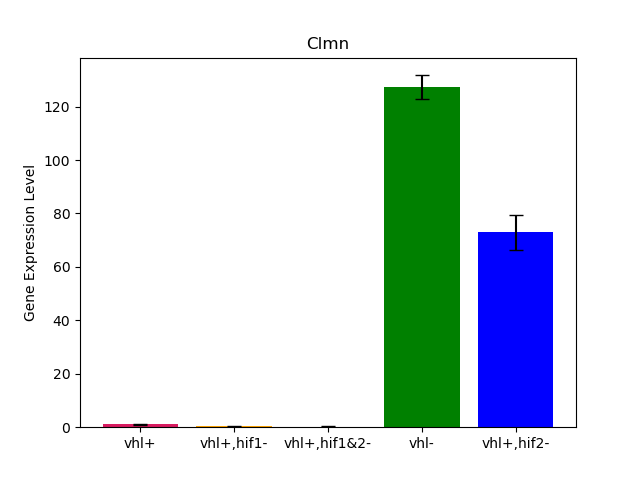 Clmn
Gene Expression Level
120
100
80
60
40
20
0
vhl+
vhl+,hif1-
vhl+,hif1&2-
vhl-
vhl+,hif2-